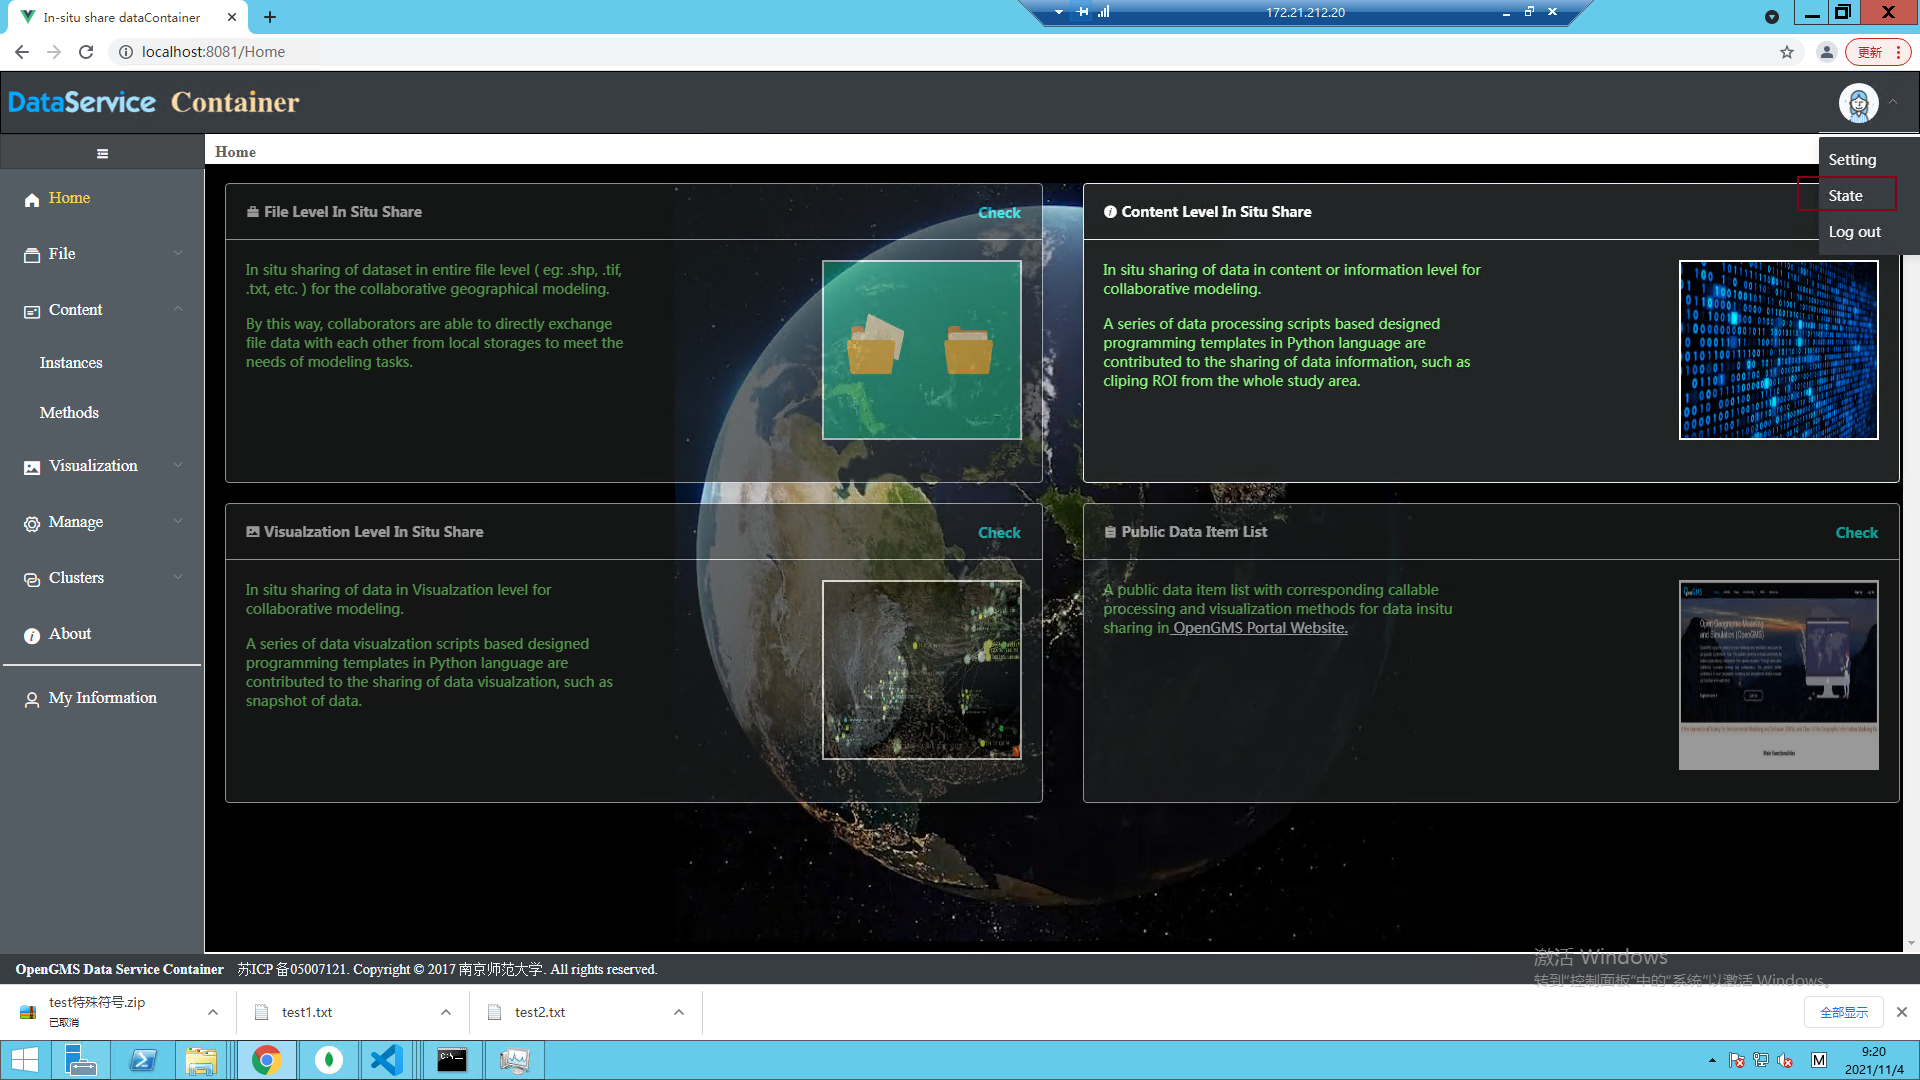 In-situ share dataContainer
172.21.212.20
localhost:8081/Home
更新
DataService Container
Home
Setting
State
Log out
Home
File
Content
Instances
Methods
Visualization
Manage
Clusters
About
My Information
File Level In Situ Share
Check
In situ sharing of dataset in entire file level ( eg: .shp, .tif,
.txt, etc. ) for the collaborative geographical modeling.
By this way, collaborators are able to directly exchange
file data with each other from local storages to meet the
needs of modeling tasks.
Content Level In Situ Share
In situ sharing of data in content or information level for
collaborative modeling.
A series of data processing scripts based designed
programming templates in Python language are
contributed to the sharing of data information, such as
cliping ROI from the whole study area.
Visualzation Level In Situ Share
Check
In situ sharing of data in Visualzation level for
collaborative modeling.
A series of data visualzation scripts based designed
programming templates in Python language are
contributed to the sharing of data visualzation, such as
snapshot of data.
Public Data Item List
Check
A public data item list with corresponding callable
processing and visualization methods for data insitu
sharing in OpenGMS Portal Website.
OpenGMS
Open Geographic Modeling
and Simulation (OpenGMS)
Main Functionalities
激活 Windows
转到"控制面板"中的"系统"以激活 Windows。
OpenGMS Data Service Container 苏ICP 备05007121. Copyright © 2017 南京师范大学. All rights reserved.
test特殊符号.zip
已取消
test1.txt
test2.txt
全部显示
C:\
M
9:20
2021/11/4